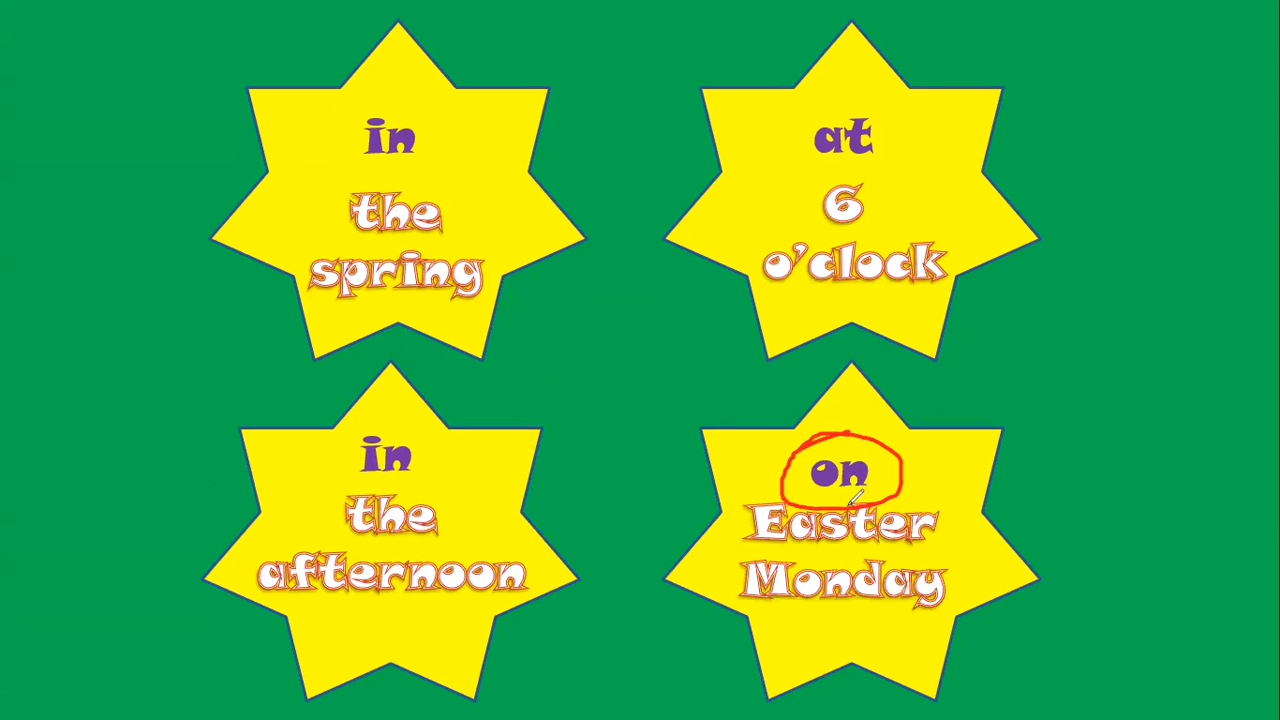 in
the
spring
at
6
o'clock
in
the
afternoon
on
Easter
Monday